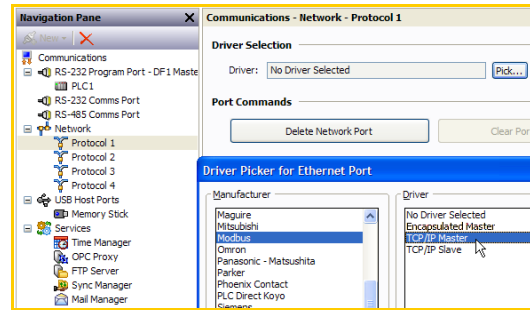 Navigation Pane
New
Communications
RS-232 Program Port - DF1 Maste
PLC1
RS-232 Comms Port
RS-485 Comms Port
Network
Protocol 1
Protocol 2
Protocol 3
Protocol 4
USB Host Ports
Memory Stick
Services
Time Manager
OPC Proxy
FTP Server
Sync Manager
Mail Manager
Communications - Network - Protocol 1
Driver Selection
Driver: No Driver Selected Pick...
Port Commands
Delete Network Port Clear Por
Driver Picker for Ethernet Port
Manufacturer
Maguire
Mitsubishi
Modbus
Omron
Panasonic - Matsushita
Parker
Phoenix Contact
PLC Direct Koyo
Siemens
Driver
No Driver Selected
Encapsulated Master
TCP/IP Master
TCP/IP Slave